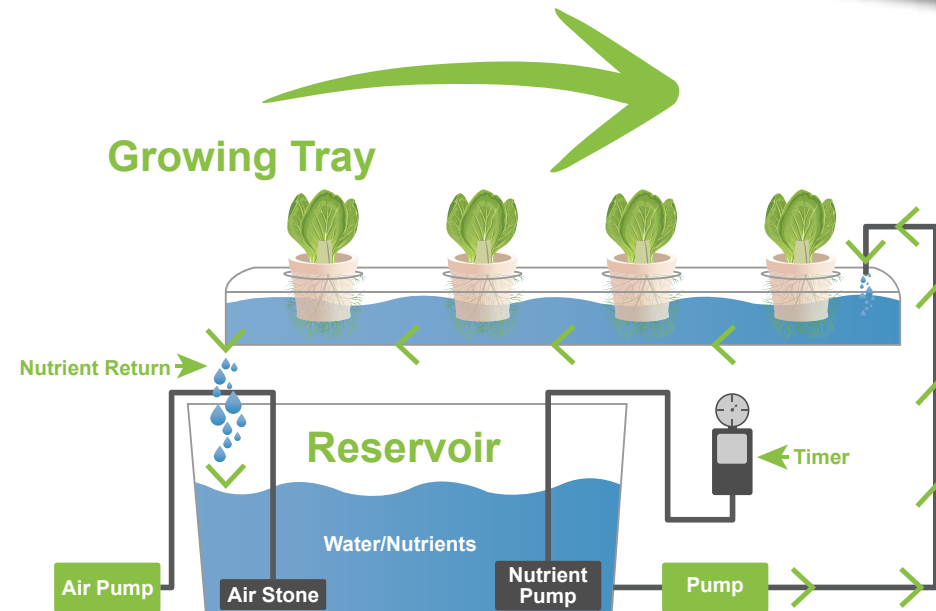 Growing Tray
Nutrient Return
Reservoir
Timer
Water/Nutrients
Air Pump
Air Stone
Nutrient
Pump
Pump